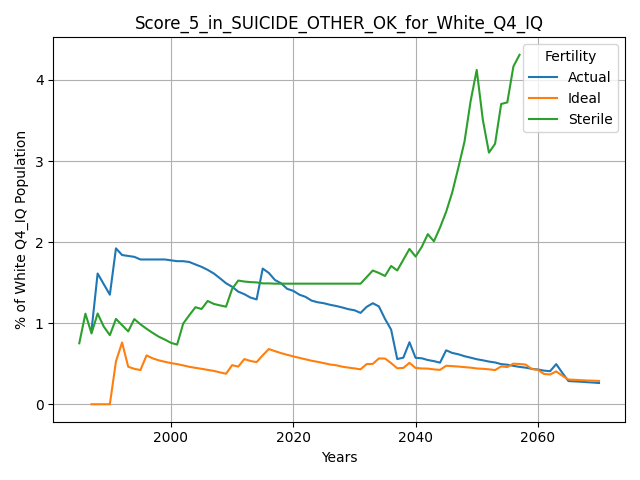 Score_5_in_SUICIDE_OTHER_OK_for_White_Q4_IQ
Fertility
Actual
Ideal
Sterile
% of White Q4_IQ Population
4
3
2
1
0
2000 2020 2040 2060
Years